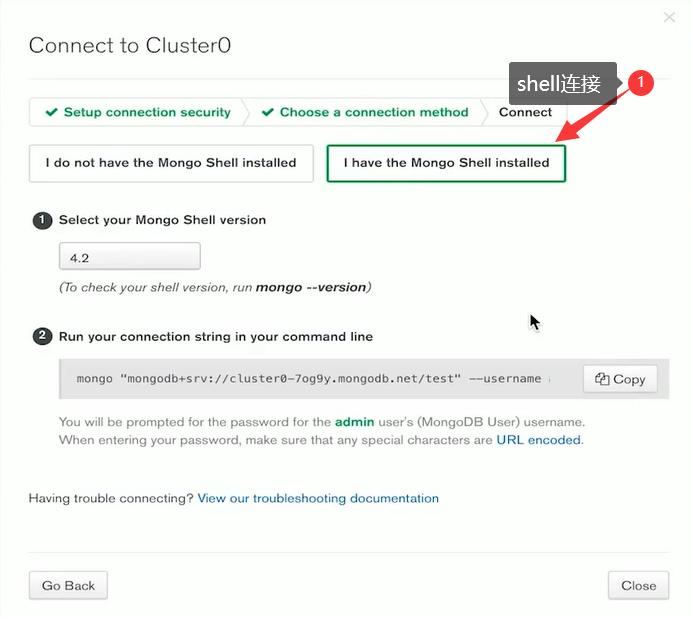 Connect to Cluster0
shell连接
1
Setup connection security
Choose a connection method
Connect
I do not have the Mongo Shell installed
I have the Mongo Shell installed
1 Select your Mongo Shell version
4.2
(To check your shell version, run mongo --version)
2 Run your connection string in your command line
mongo "mongodb+srv://cluster0-7og9y.mongodb.net/test" --username
Copy
You will be prompted for the password for the admin user's (MongoDB User) username.
When entering your password, make sure that any special characters are URL encoded.
Having trouble connecting? View our troubleshooting documentation
Go Back
Close